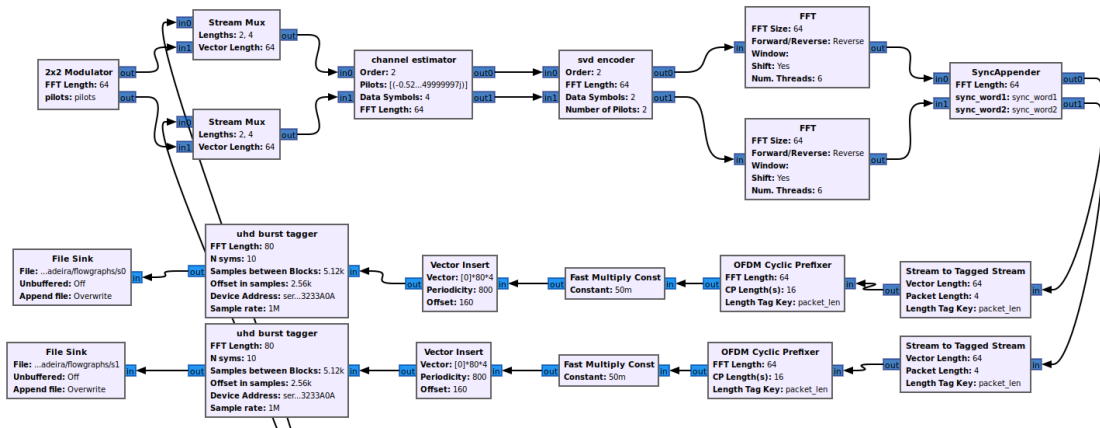 2x2 Modulator
FFT Length: 64
pilots: pilots
out
out
in0
in1
Stream Mux
Lengths: 2, 4
Vector Length: 64
out
in0
in1
Stream Mux
Lengths: 2, 4
Vector Length: 64
out
in0
in1
channel estimator
Order: 2
Pilots: [(-0.52...49999997j))]
Data Symbols: 4
FFT Length: 64
out0
out1
in0
in1
svd encoder
Order: 2
FFT Length: 64
Data Symbols: 2
Number of Pilots: 2
out0
out1
in
FFT
FFT Size: 64
Forward/Reverse: Reverse
Window:
Shift: Yes
Num. Threads: 6
out
in
FFT
FFT Size: 64
Forward/Reverse: Reverse
Window:
Shift: Yes
Num. Threads: 6
out
in0
in1
SyncAppender
FFT Length: 64
sync_word1: sync_word1
sync_word2: sync_word2
out0
out1
File Sink
File: ...adeira/flowgraphs/s0
Unbuffered: Off
Append file: Overwrite
in
out
uhd burst tagger
FFT Length: 80
N syms: 10
Samples between Blocks: 5.12k
Offset in samples: 2.56k
Device Address: ser...3233A0A
Sample rate: 1M
in
out
Vector Insert
Vector: [0]*80*4
Periodicity: 800
Offset: 160
in
out
Fast Multiply Const
Constant: 50m
in
out
OFDM Cyclic Prefixer
FFT Length: 64
CP Length(s): 16
Length Tag Key: packet_len
in
out
Stream to Tagged Stream
Vector Length: 64
Packet Length: 4
Length Tag Key: packet_len
in
File Sink
File: ...adeira/flowgraphs/s1
Unbuffered: Off
Append file: Overwrite
in
out
uhd burst tagger
FFT Length: 80
N syms: 10
Samples between Blocks: 5.12k
Offset in samples: 2.56k
Device Address: ser...3233A0A
Sample rate: 1M
in
out
Vector Insert
Vector: [0]*80*4
Periodicity: 800
Offset: 160
in
out
Fast Multiply Const
Constant: 50m
in
out
OFDM Cyclic Prefixer
FFT Length: 64
CP Length(s): 16
Length Tag Key: packet_len
in
out
Stream to Tagged Stream
Vector Length: 64
Packet Length: 4
Length Tag Key: packet_len
in